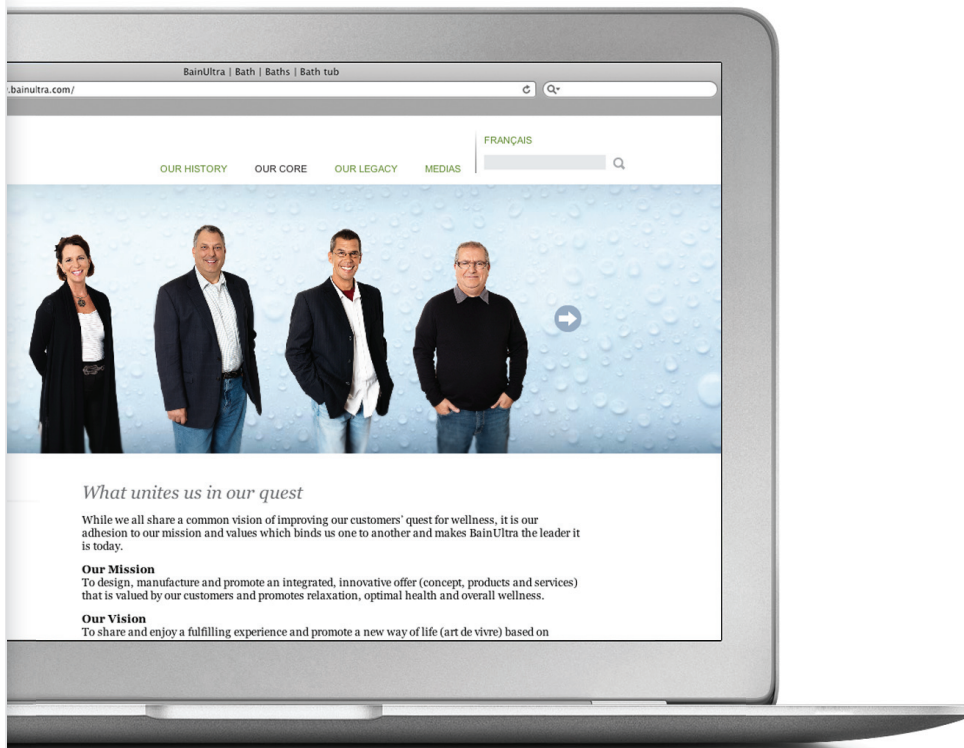 BainUltra | Bath | Baths | Bath tub
.bainultra.com/
FRANÇAIS
OUR HISTORY OUR CORE OUR LEGACY MEDIAS
What unites us in our quest
While we all share a common vision of improving our customers' quest for wellness, it is our
adhesion to our mission and values which binds us one to another and makes BainUltra the leader it
is today.
Our Mission
To design, manufacture and promote an integrated, innovative offer (concept, products and services)
that is valued by our customers and promotes relaxation, optimal health and overall wellness.
Our Vision
To share and enjoy a fulfilling experience and promote a new way of life (art de vivre) based on